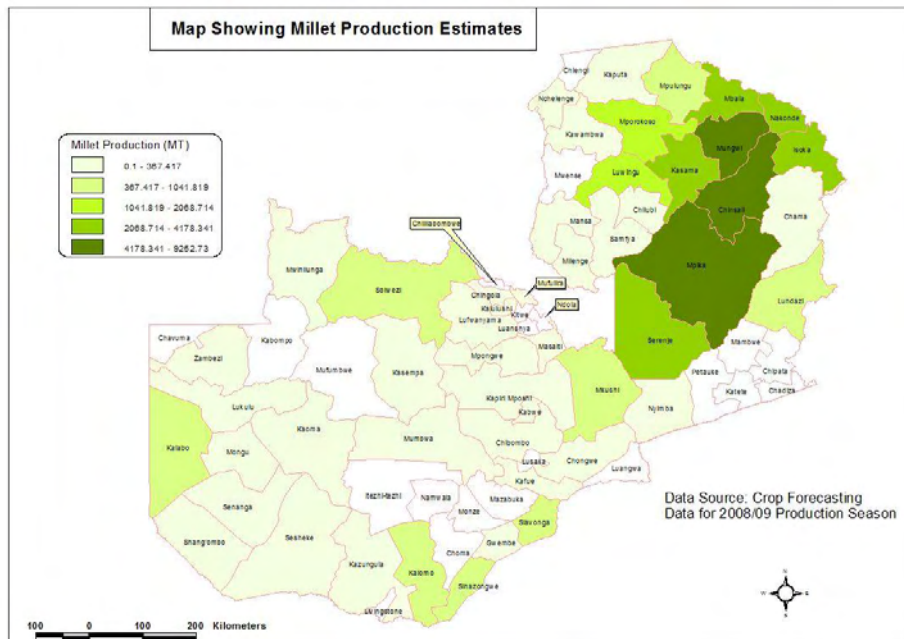 Map Showing Millet Production Estimates
Millet Production (MT)
0.1 - 367.417
367.417 - 1041.819
1041.819 - 2068.714
2068.714 - 4178.341
4178.341 - 9262.73
Chiengi
Kaputa
Mpulungu
Nchelenge
Mbala
Nakonde
Mporokoso
Kawambwa
Mungwi
Isoka
Kasama
Luwingu
Mwense
Chinsali
Chilubi
Chama
Mansa
Samfya
Milenge
Mpika
Chililabombwe
Mwinilunga
Solwezi
Mufulira
Chingola
Kalulushi
Kitwe
Ndola
Lufwanyama
Luanshya
Lundazi
Chavuma
Zambezi
Kabompo
Masaiti
Serenje
Mambwe
Mufumbwe
Kasempa
Mpongwe
Petauke
Chipata
Katete
Chadiza
Mkushi
Kapiri Mposhi
Nyimba
Kabwe
Lukulu
Kalabo
Kaoma
Mongu
Mumbwa
Chibombo
Lusaka
Chongwe
Luangwa
Kafue
Itezhi-tezhi
Namwala
Mazabuka
Monze
Senanga
Siavonga
Shang'ombo
Sesheke
Choma
Gwembe
Kazungula
Kalomo
Sinazongwe
Livingstone
Data Source: Crop Forecasting
Data for 2008/09 Production Season
N
W
E
S
100 0 100 200 Kilometers